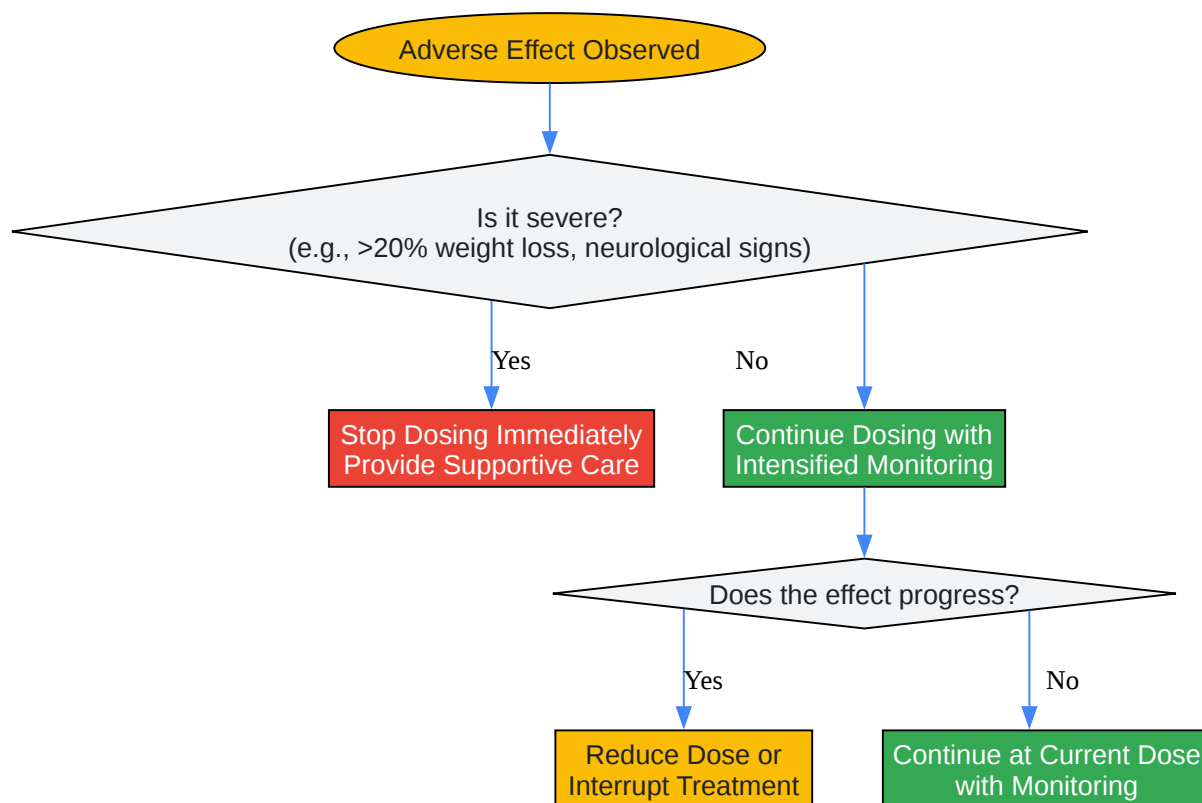 Adverse Effect Observed
Is it severe?
(e.g., >20% weight loss, neurological signs)
Yes
No
Stop Dosing Immediately
Provide Supportive Care
Continue Dosing with
Intensified Monitoring
Does the effect progress?
Yes
No
Reduce Dose or
Interrupt Treatment
Continue at Current Dose
with Monitoring